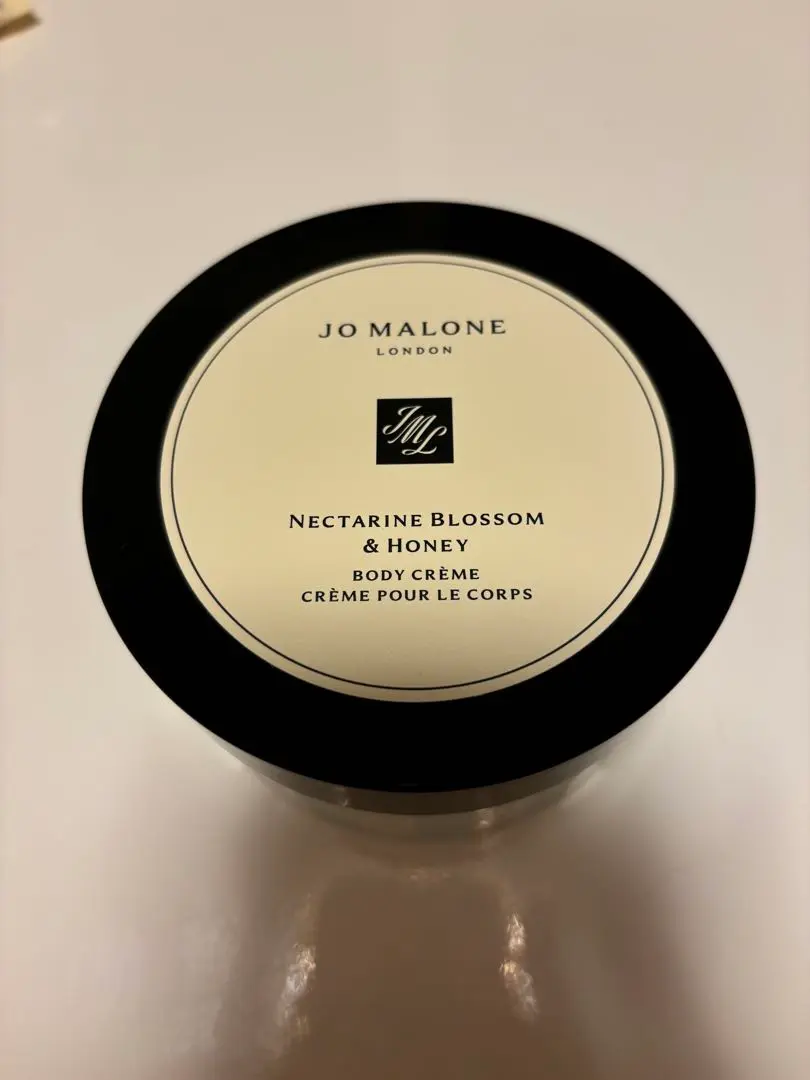 JO MALONE
LONDON
JML
NECTARINE BLOSSOM
& HONEY
BODY CRÈME
CRÈME POUR LE CORPS